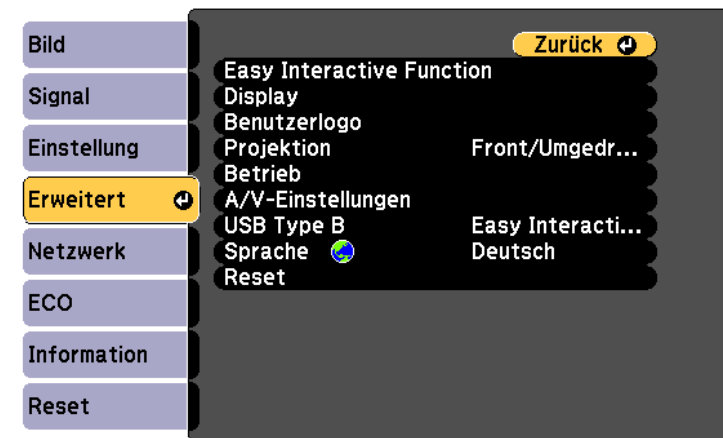 Bild
Signal
Einstellung
Erweitert
Netzwerk
ECO
Information
Reset
Zurück
Easy Interactive Function
Display
Benutzerlogo
Projektion Front/Umgedr...
Betrieb
A/V-Einstellungen
USB Type B Easy Interacti...
Sprache Deutsch
Reset